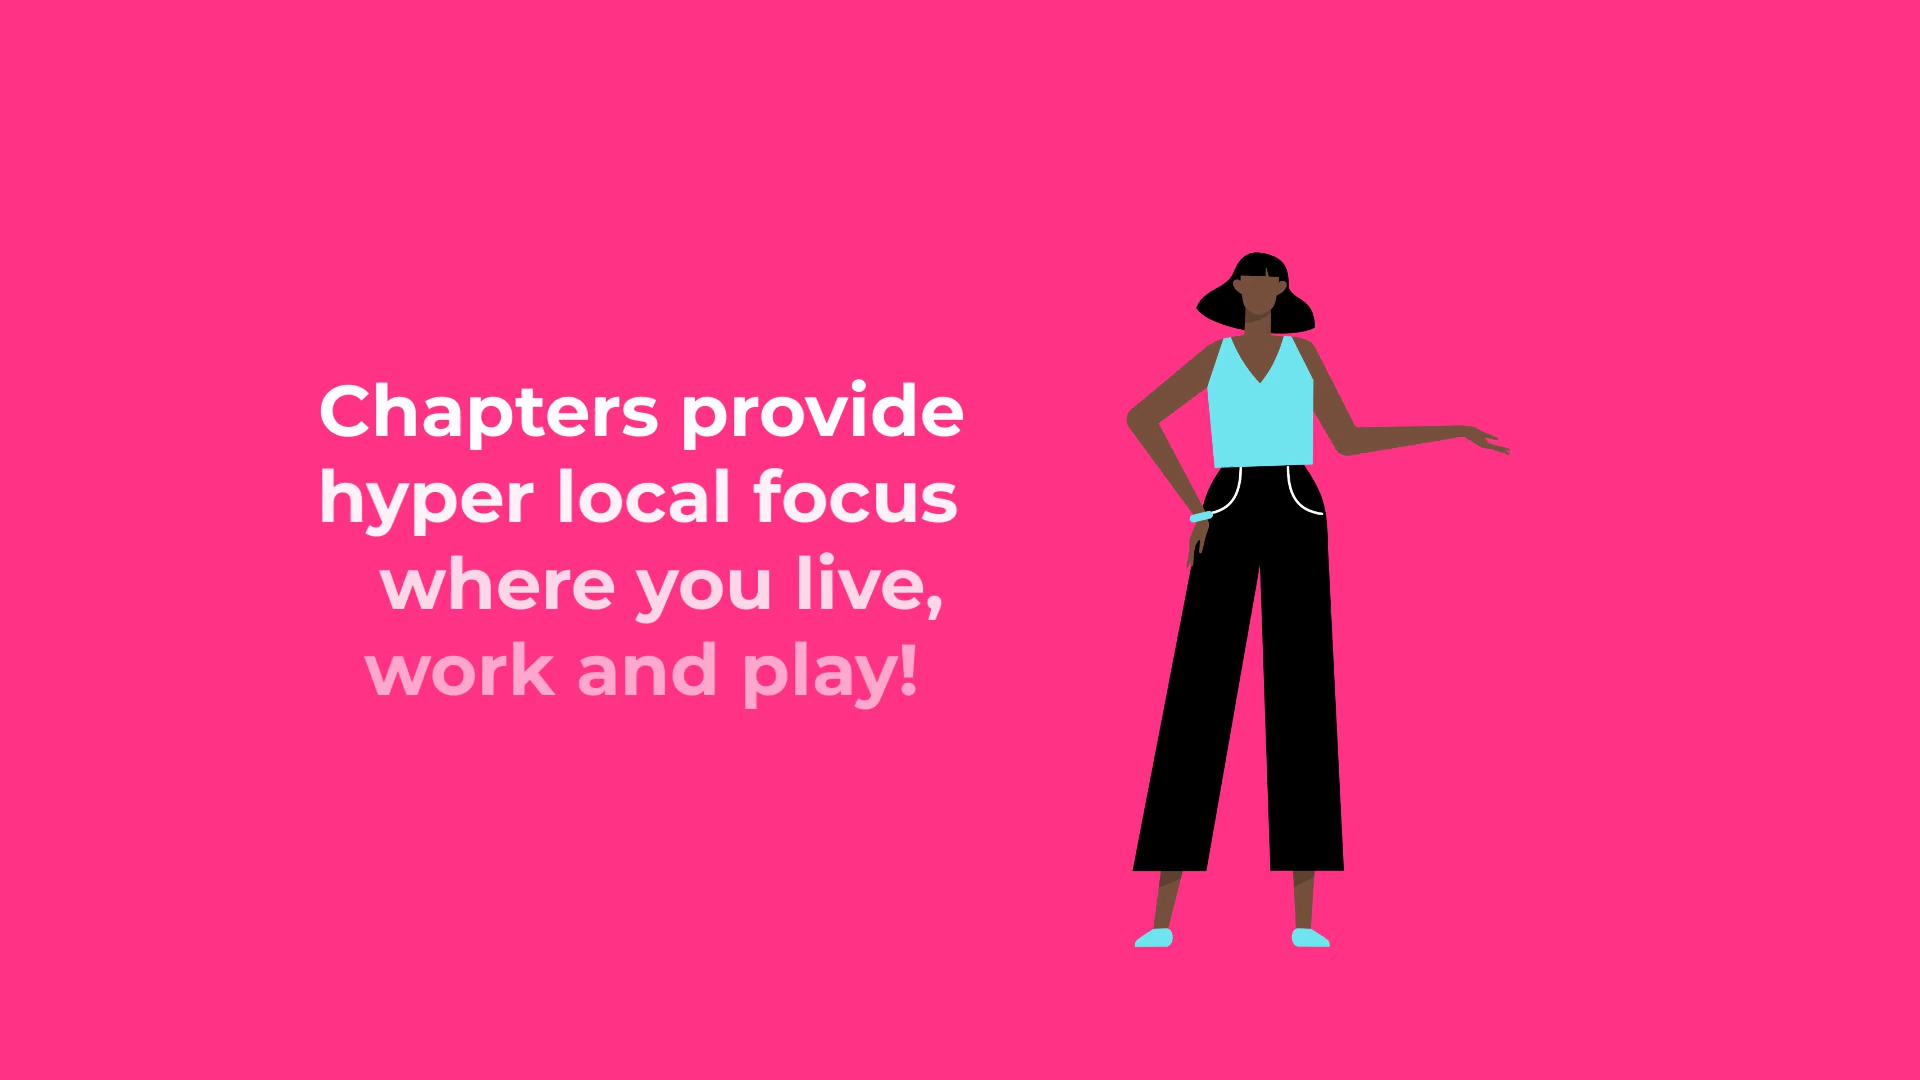 Chapters provide
hyper local focus
where you live,
work and play!